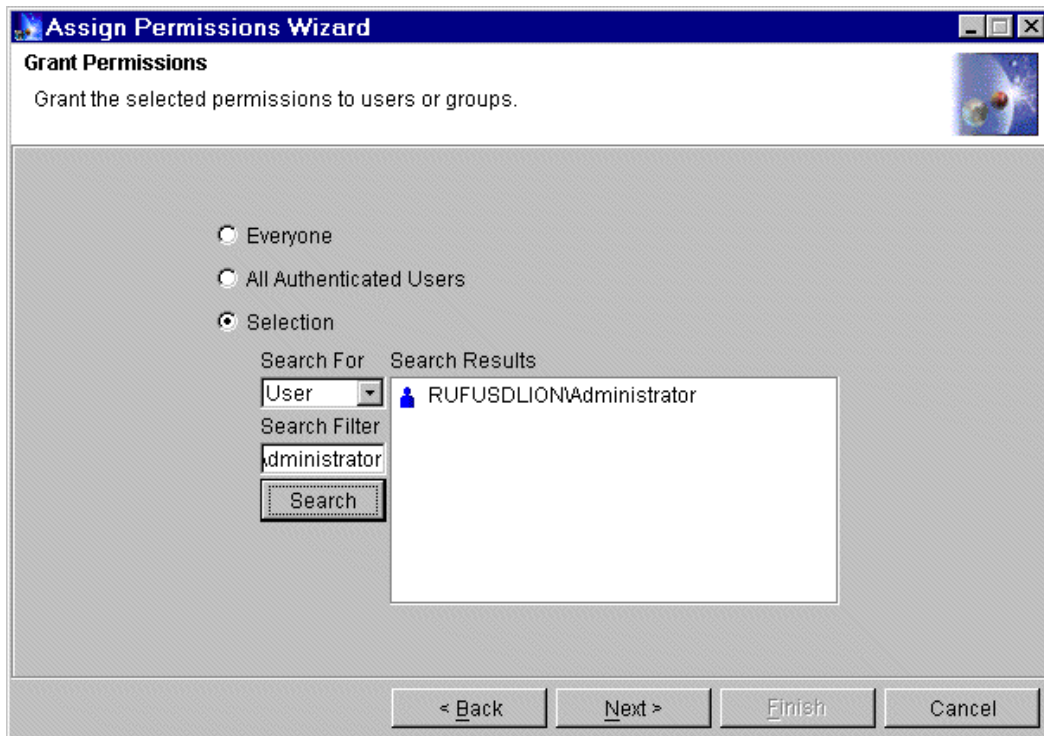 Assign Permissions Wizard
Grant Permissions
Grant the selected permissions to users or groups.
Everyone
All Authenticated Users
Selection
Search For Search Results
User RUFUSDLION\Administrator
Search Filter
\dministrator
Search
< Back Next > Finish Cancel